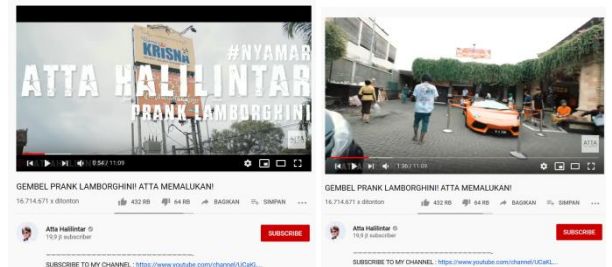 KRISNA
#NYAMAR
ATTA HALILINTAR
PRANK LAMBORGHINI
ATTA
0:54 / 11:09
GEMBEL PRANK LAMBORGHINI! ATTA MEMALUKAN!
16.714.671 x ditonton
432 RB
64 RB
BAGIKAN
SIMPAN
Atta Halilintar
19,9 jt subscriber
SUBSCRIBE
SUBSCRIBE TO MY CHANNEL : https://www.youtube.com/channel/UCaKL...
ATTA
1:36 / 11:09
GEMBEL PRANK LAMBORGHINI! ATTA MEMALUKAN!
16.714.671 x ditonton
432 RB
64 RB
BAGIKAN
SIMPAN
Atta Halilintar
19,9 jt subscriber
SUBSCRIBE
SUBSCRIBE TO MY CHANNEL : https://www.youtube.com/channel/UCaKL...